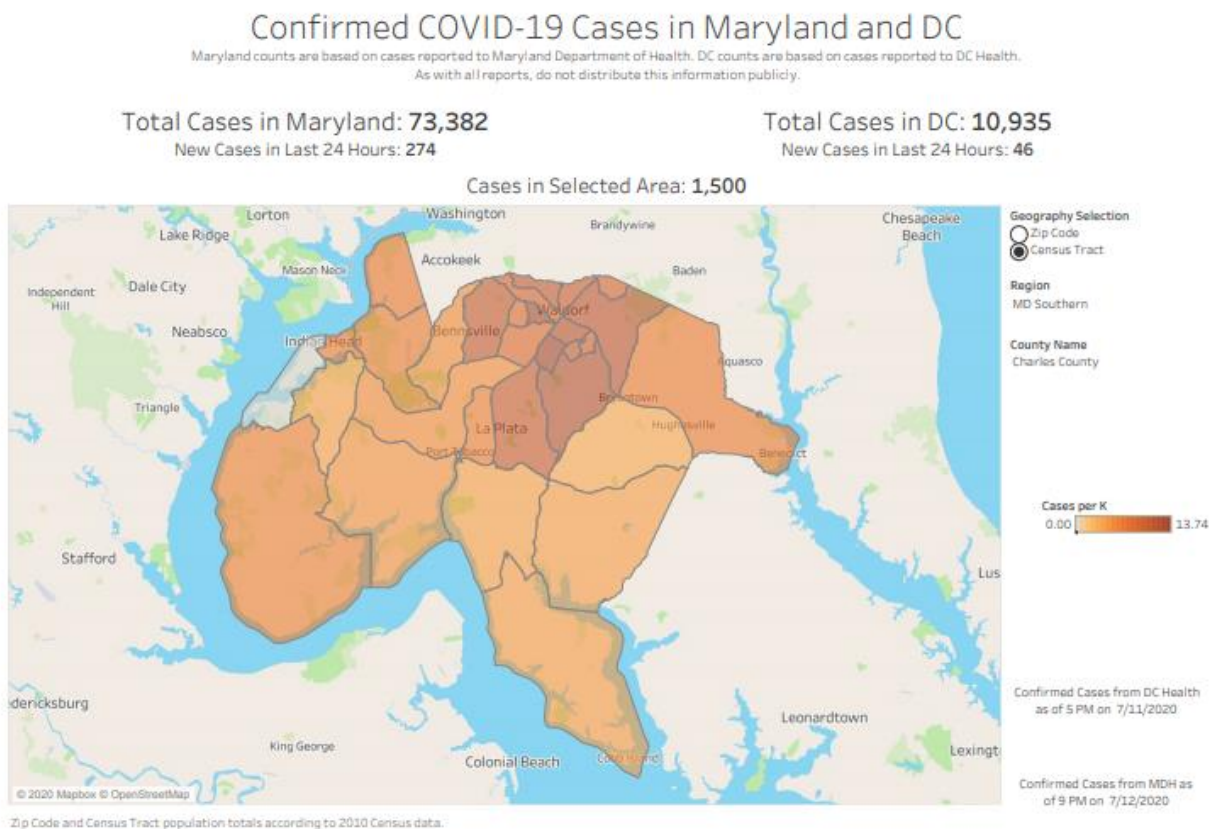 Confirmed COVID-19 Cases in Maryland and DC
Maryland counts are based on cases reported to Maryland Department of Health. DC counts are based on cases reported to DC Health.
As with all reports, do not distribute this information publicly.
Total Cases in Maryland: 73,382
New Cases in Last 24 Hours: 274
Total Cases in DC: 10,935
New Cases in Last 24 Hours: 46
Cases in Selected Area: 1,500
Lorton
Washington
Chesapeake
Beach
Lake Ridge
Brandywine
Accokeek
Mason Neck
Baden
Independent
Hill
Dale City
Neabsco
Waldorf
Bennsville
Indian Head
Aquasco
Triangle
Bryantown
La Plata
Hughesville
Port Tobacco
Benedict
Stafford
Lus
dericksburg
Leonardtown
King George
Colonial Beach
Cobb Island
Lexingt
© 2020 Mapbox © OpenStreetMap
Geography Selection
Zip Code
Census Tract
Region
MD Southern
County Name
Charles County
Cases per K
0.00
13.74
Confirmed Cases from DC Health
as of 5 PM on 7/11/2020
Confirmed Cases from MDH as
of 9 PM on 7/12/2020
Zip Code and Census Tract population totals according to 2010 Census data.